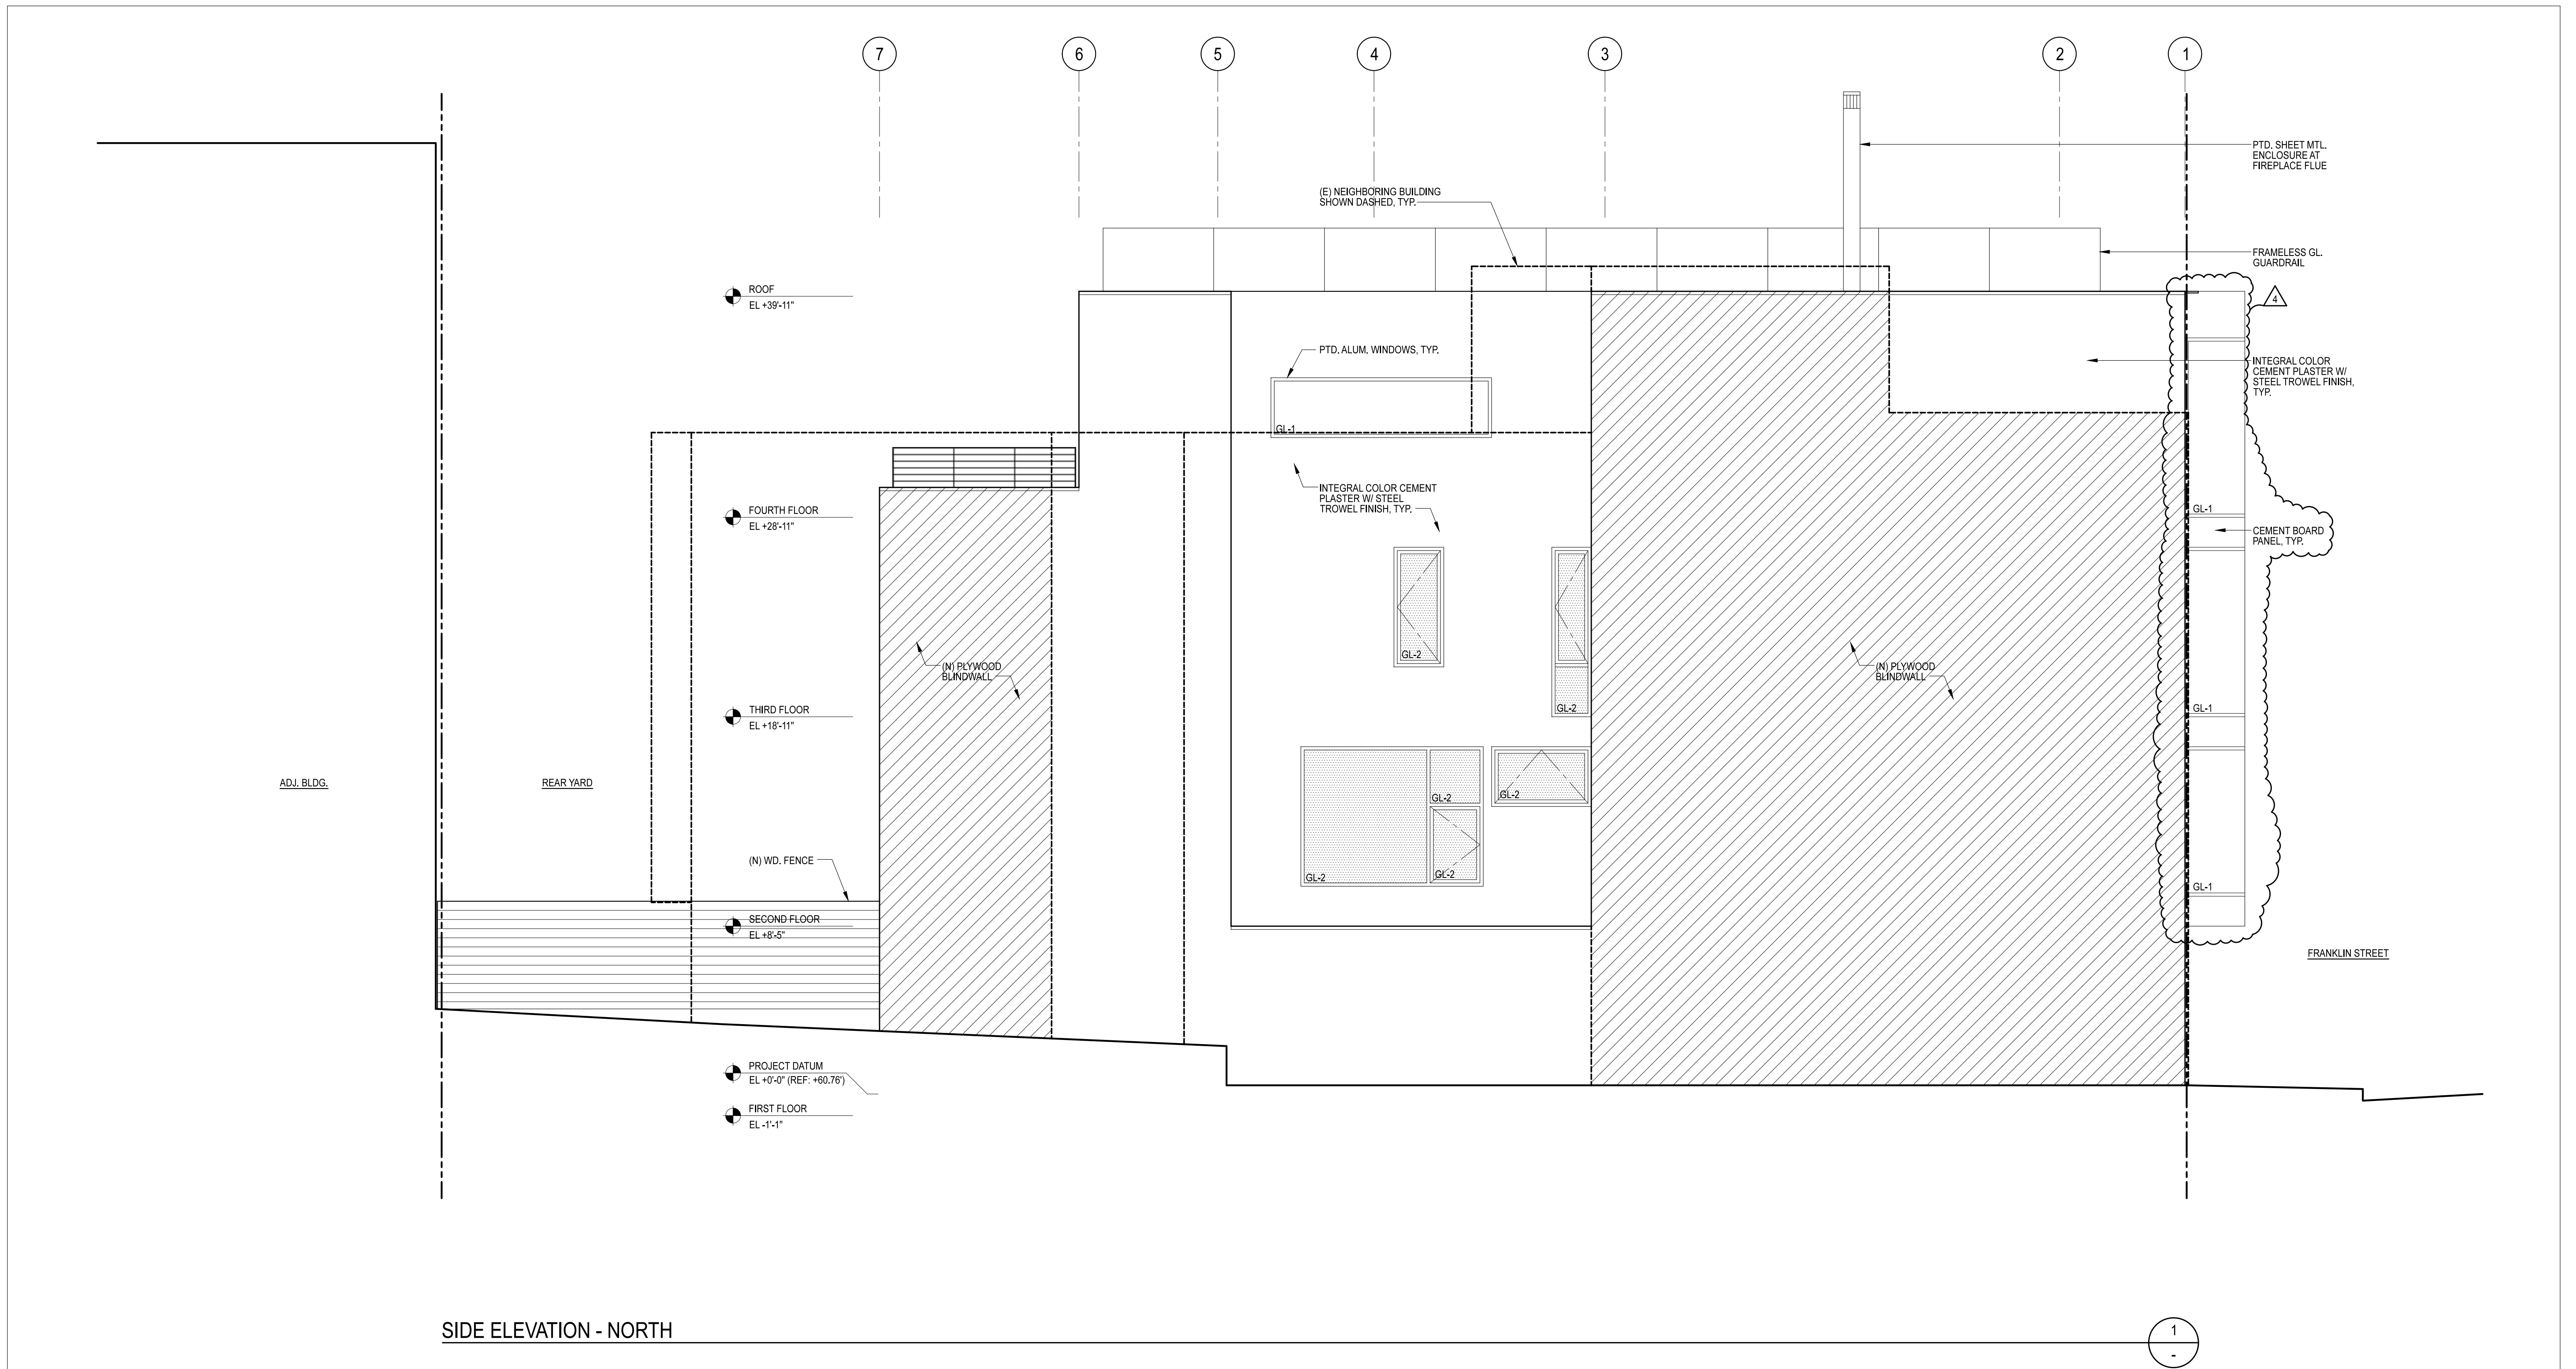 7
6
5
4
3
2
1
PTD. SHEET MTL.
ENCLOSURE AT
FIREPLACE FLUE
(E) NEIGHBORING BUILDING
SHOWN DASHED, TYP.
FRAMELESS GL.
GUARDRAIL
ROOF
EL +39'-11"
4
PTD. ALUM. WINDOWS, TYP.
INTEGRAL COLOR
CEMENT PLASTER W/
STEEL TROWEL FINISH,
TYP.
GL-1
INTEGRAL COLOR CEMENT
PLASTER W/ STEEL
TROWEL FINISH, TYP.
FOURTH FLOOR
EL +28'-11"
GL-1
CEMENT BOARD
PANEL, TYP.
GL-2
(N) PLYWOOD
BLINDWALL
(N) PLYWOOD
BLINDWALL
THIRD FLOOR
EL +18'-11"
GL-2
GL-1
ADJ. BLDG.
REAR YARD
GL-2
GL-2
(N) WD. FENCE
GL-2
GL-2
GL-1
SECOND FLOOR
EL +8'-5"
FRANKLIN STREET
PROJECT DATUM
EL +0'-0" (REF: +60.76')
FIRST FLOOR
EL -1'-1"
SIDE ELEVATION - NORTH
1
-